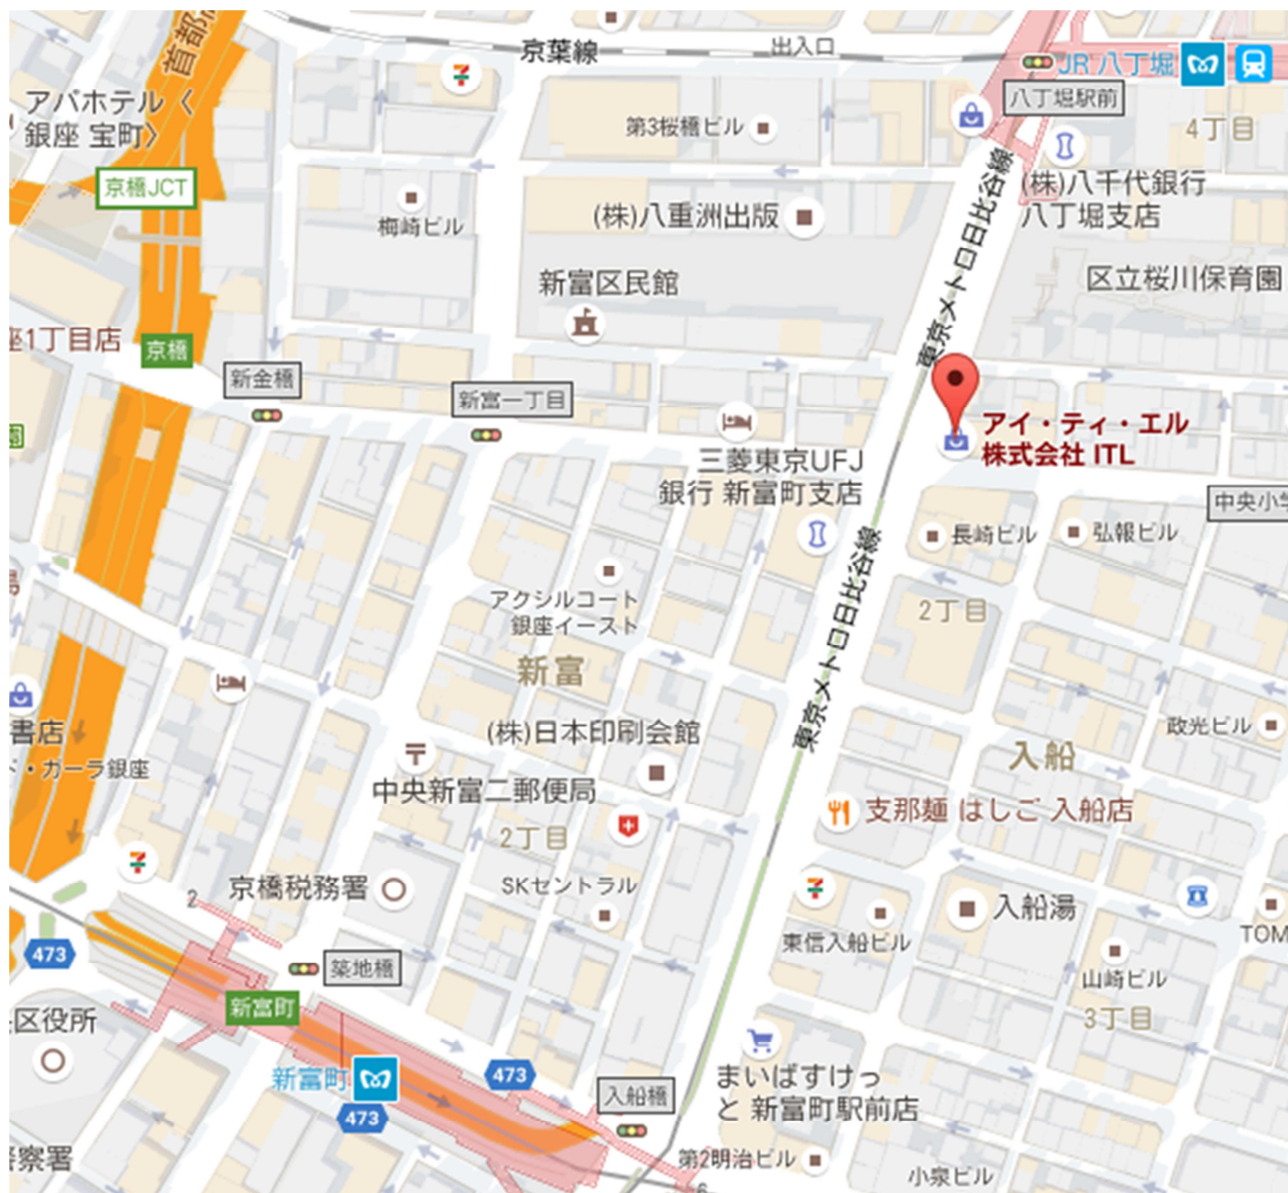 首都
京葉線
出入口
JR 八丁堀
八丁堀駅前
アパホテル〈
銀座 宝町〉
第3桜橋ビル
4丁目
京橋JCT
(株)八千代銀行
八丁堀支店
梅崎ビル
(株)八重洲出版
東京メトロ日比谷線
新富区民館
区立桜川保育園
座1丁目店
京橋
新金橋
新富一丁目
アイ・ティ・エル
株式会社 ITL
三菱東京UFJ
銀行 新富町支店
中央小学
長崎ビル
弘報ビル
東京メトロ日比谷線
アクシルコート
銀座イースト
2丁目
新富
書店
ド・ガーラ銀座
(株)日本印刷会館
政光ビル
入船
中央新富二郵便局
支那麺 はしご 入船店
2丁目
京橋税務署
SKセントラル
2
入船湯
東信入船ビル
TOM
473
築地橋
山崎ビル
新富町
3丁目
区役所
新富町
473
473
入船橋
まいばすけっ
と 新富町駅前店
警察署
第2明治ビル
小泉ビル
6